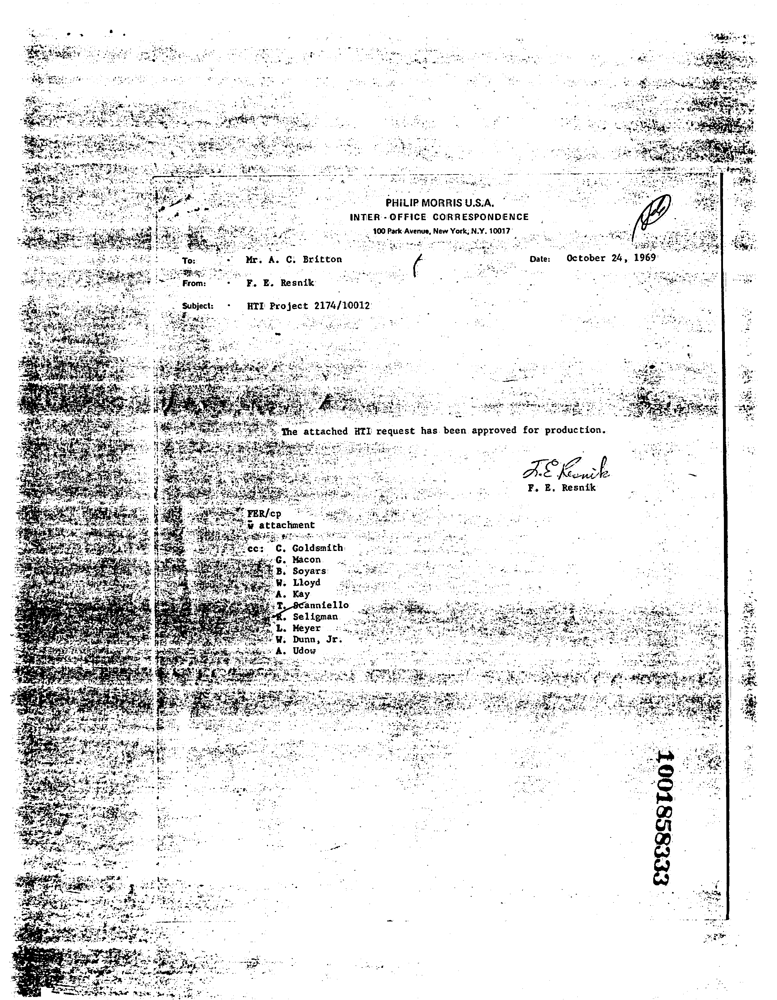 PHILIP MORRIS U.S.A.
INTER - OFFICE CORRESPONDENCE
100 Park Avenue, New York, N.Y. 10017
To: Mr. A. C. Britton Date: October 24, 1969
From: F. E. Resnik
Subject: HTI Project 2174/10012
The attached HTI request has been approved for production.
F. E. Resnik
F. E. Resnik
FER/cp
w attachment
cc: C. Goldsmith
G. Macon
B. Soyars
W. Lloyd
A. Kay
T. Scanniello
R. Seligman
L. Meyer
W. Dunn, Jr.
A. Udow
1001858333